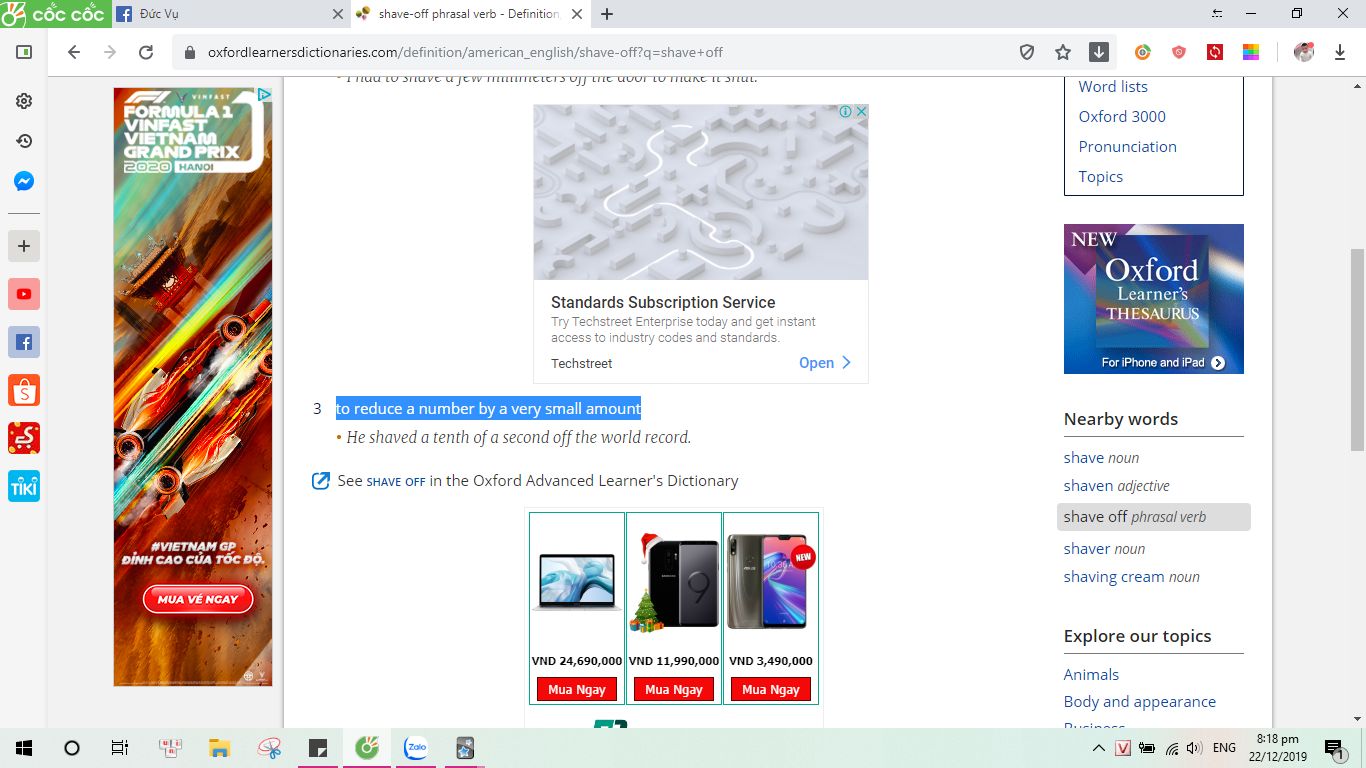 cốc cốc
Đức Vụ
shave-off phrasal verb - Definition,
oxfordlearnersdictionaries.com/definition/american_english/shave-off?q=shave+off
• I had to shave a few millimeters off the door to make it shut.
VINFAST
FORMULA 1
VINFAST
VIETNAM
GRAND PRIX
2020 HANOI
#VIETNAM GP
ĐỈNH CAO CỦA TỐC ĐỘ.
MUA VÉ NGAY
Standards Subscription Service
Try Techstreet Enterprise today and get instant
access to industry codes and standards.
Techstreet
Open
3 to reduce a number by a very small amount
• He shaved a tenth of a second off the world record.
See SHAVE OFF in the Oxford Advanced Learner's Dictionary
9
NEW
VND 24,690,000
VND 11,990,000
VND 3,490,000
Mua Ngay
Mua Ngay
Mua Ngay
Word lists
Oxford 3000
Pronunciation
Topics
NEW
Oxford
Learner's
THESAURUS
For iPhone and iPad
Nearby words
shave noun
shaven adjective
shave off phrasal verb
shaver noun
shaving cream noun
Explore our topics
Animals
Body and appearance
Business
TIKI
Zalo
V
ENG
8:18 pm
22/12/2019
1